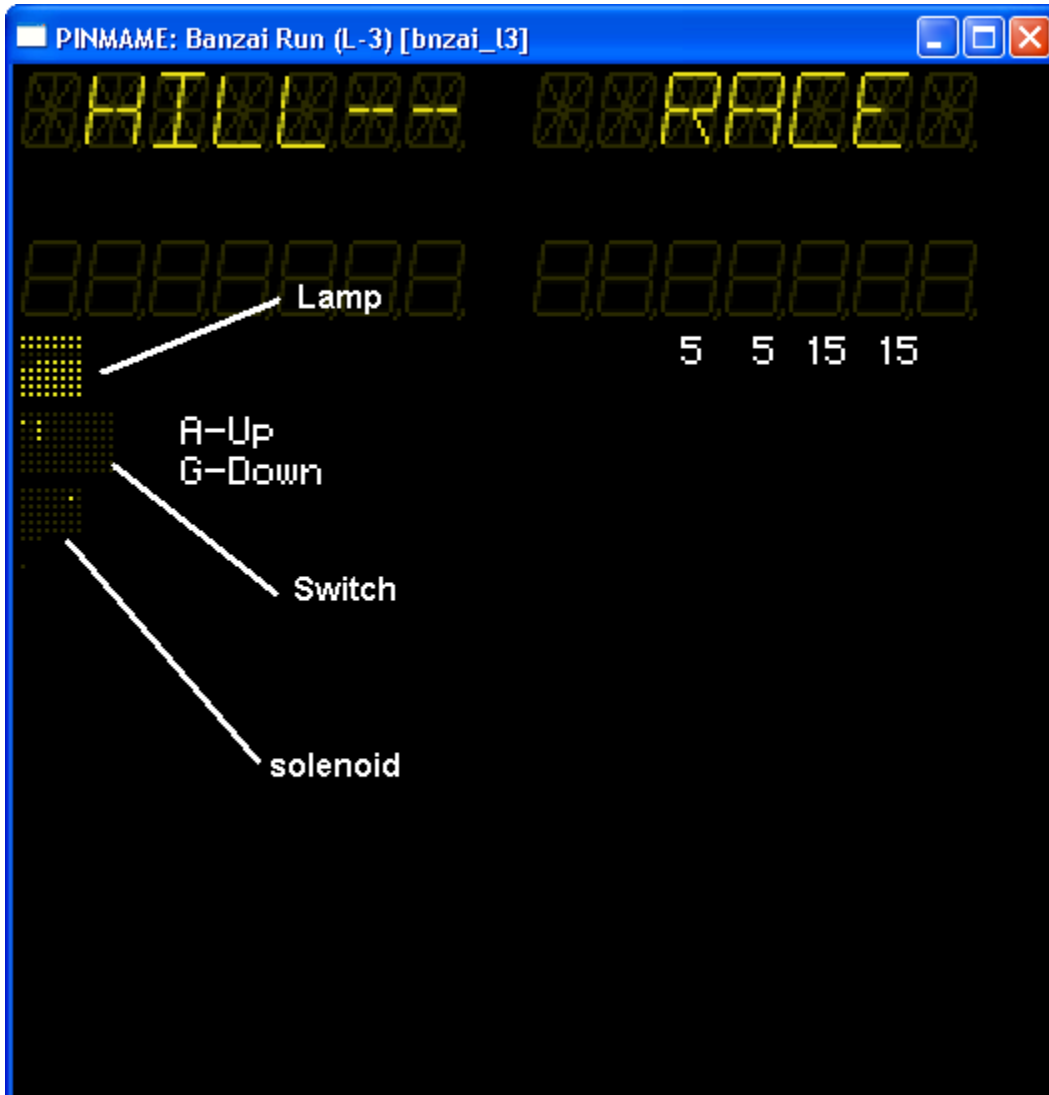 PINMAME: Banzai Run (L-3) [bnzai_l3]
HILL-- RACE
Lamp
5 5 15 15
A-Up
G-Down
Switch
solenoid